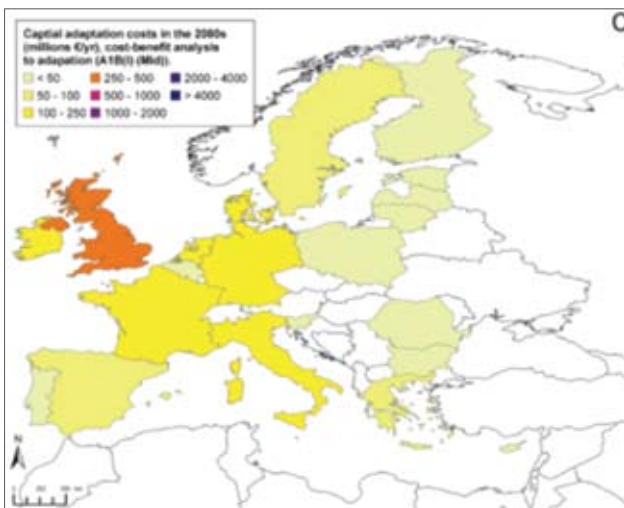 Captial adaptation costs in the 2080s
(millions €/yr), cost-benefit analysis
to adapation (A1B(I) (Mid)).
< 50 250 - 500 2000 - 4000
50 - 100 500 - 1000 > 4000
100 - 250 1000 - 2000
C
N
0